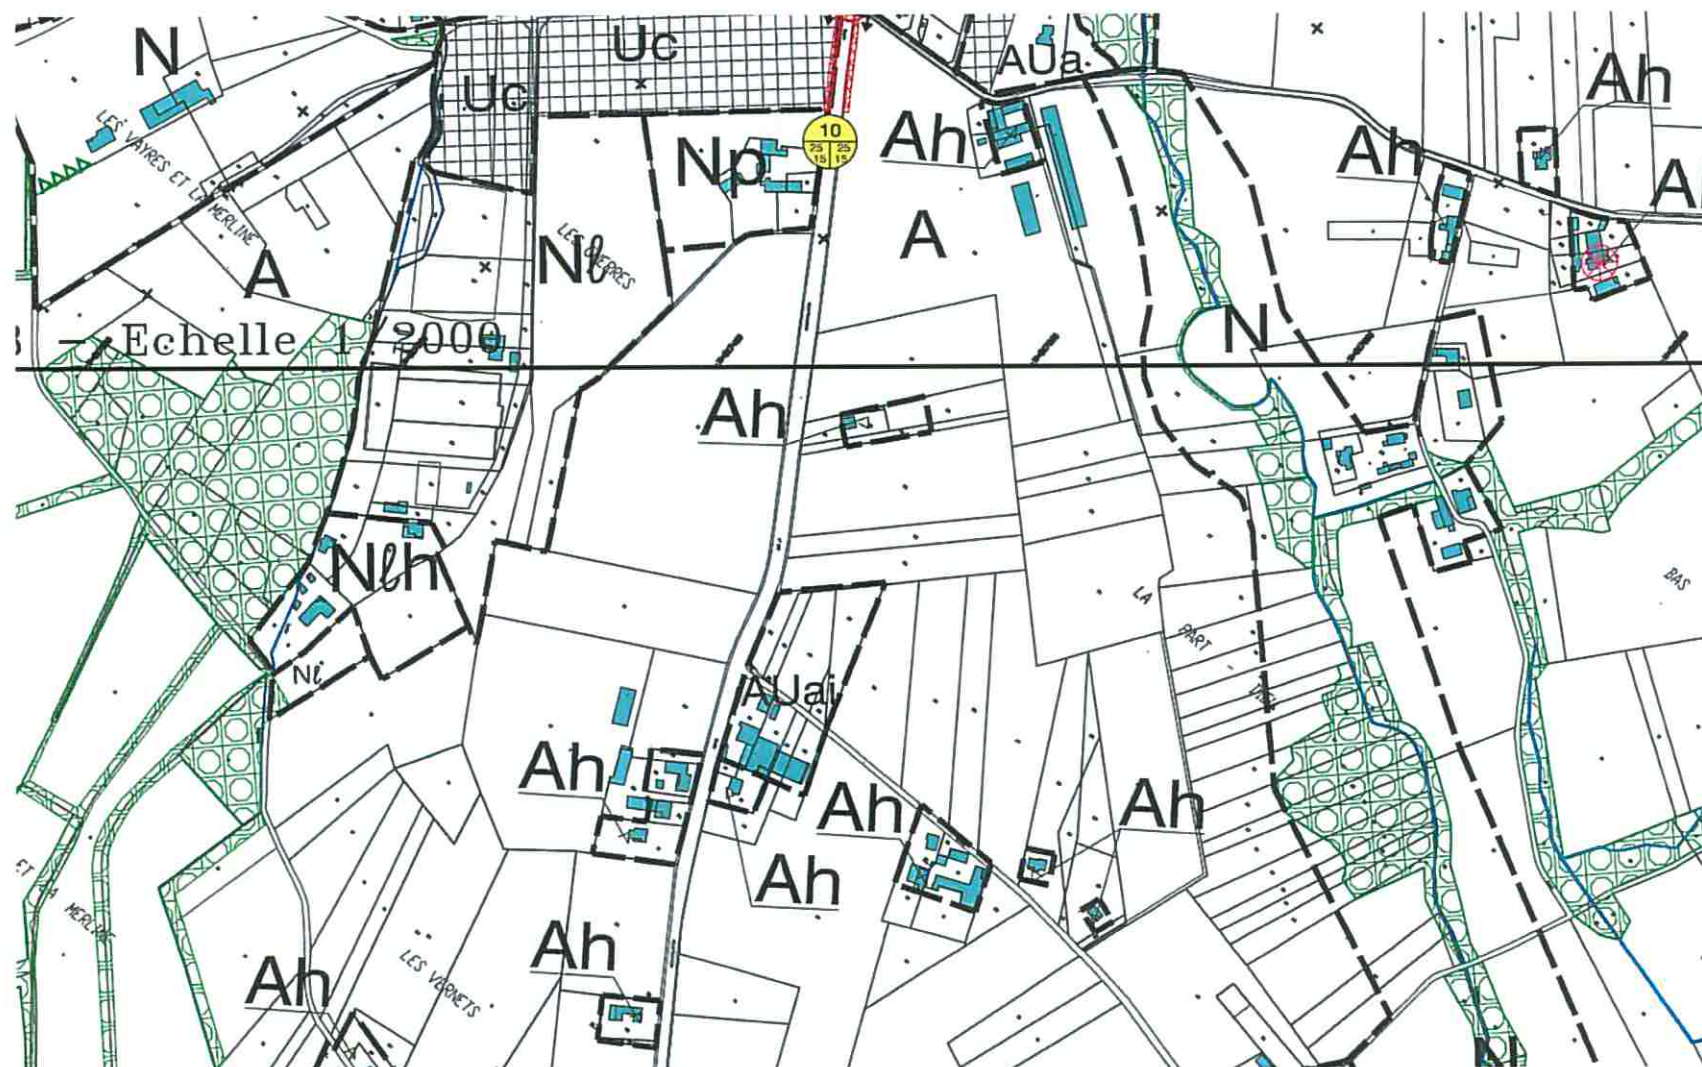 N
Uc
Uc
AUa
Ah
LES VAYRES ET LA MERLINE
Np
10
25 25
15 15
Ah
Ah
A
A
Nℓ
LES
N
– Echelle 1/2000
Ah
Nℓh
Nℓ
LA
PART
BAS
AUai
Ah
Ah
Ah
Ah
ET LA MERLINE
LES VERNETS
Ah
Ah
N